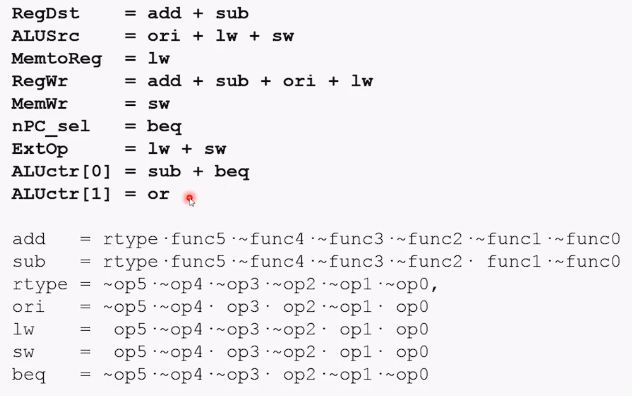 RegDst = add + sub
ALUSrc = ori + lw + sw
MemtoReg = lw
RegWr = add + sub + ori + lw
MemWr = sw
nPC_sel = beq
ExtOp = lw + sw
ALUctr[0] = sub + beq
ALUctr[1] = or
add = rtype·func5·~func4·~func3·~func2·~func1·~func0
sub = rtype·func5·~func4·~func3·~func2· func1·~func0
rtype = ~op5·~op4·~op3·~op2·~op1·~op0,
ori = ~op5·~op4· op3· op2·~op1· op0
lw = op5·~op4· op3·~op2· op1· op0
sw = op5·~op4· op3·~op2· op1· op0
beq = ~op5·~op4·~op3· op2·~op1·~op0